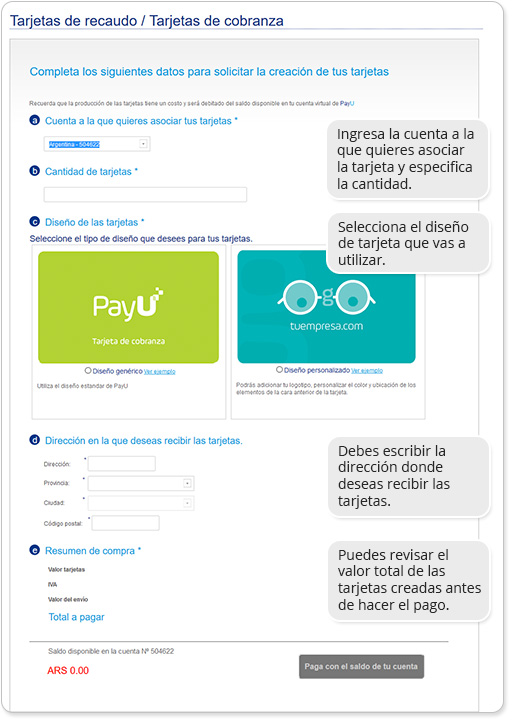 Tarjetas de recaudo / Tarjetas de cobranza
Completa los siguientes datos para solicitar la creación de tus tarjetas
Recuerda que la producción de las tarjetas tiene un costo y será debitado del saldo disponible en tu cuenta virtual de PayU
a Cuenta a la que quieres asociar tus tarjetas *
Argentina - 504622
Ingresa la cuenta a la
que quieres asociar
la tarjeta y especifica
la cantidad.
b Cantidad de tarjetas *
c Diseño de las tarjetas *
Seleccione el tipo de diseño que desees para tus tarjetas.
Selecciona el diseño
de tarjeta que vas a
utilizar.
PayU
Tarjeta de cobranza
go
tuempresa.com
Diseño genérico Ver ejemplo
Utiliza el diseño estandar de PayU
Diseño personalizado Ver ejemplo
Podrás adicionar tu logotipo, personalizar el color y ubicación de los
elementos de la cara anterior de la tarjeta.
d Dirección en la que deseas recibir las tarjetas.
Dirección: *
Provincia: *
Ciudad: *
Código postal: *
Debes escribir la
dirección donde
deseas recibir las
tarjetas.
e Resumen de compra *
Valor tarjetas
IVA
Valor del envío
Total a pagar
Puedes revisar el
valor total de las
tarjetas creadas antes
de hacer el pago.
Saldo disponible en la cuenta Nº 504622
ARS 0.00
Paga con el saldo de tu cuenta